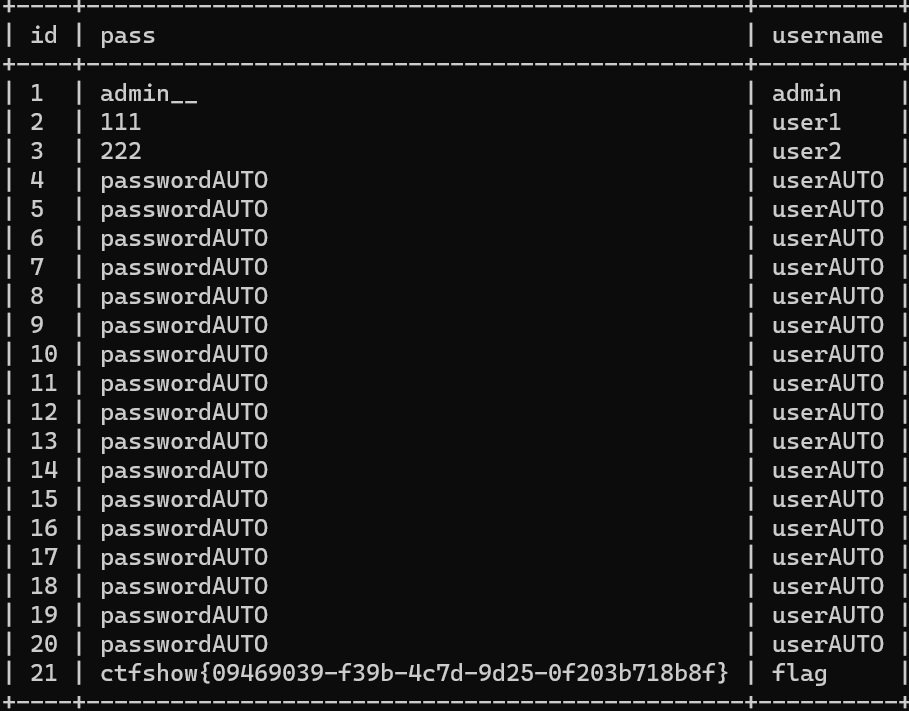 +----+-----------------------------------------------+----------+
| id | pass                                          | username |
+----+-----------------------------------------------+----------+
| 1  | admin__                                       | admin    |
| 2  | 111                                           | user1    |
| 3  | 222                                           | user2    |
| 4  | passwordAUTO                                  | userAUTO |
| 5  | passwordAUTO                                  | userAUTO |
| 6  | passwordAUTO                                  | userAUTO |
| 7  | passwordAUTO                                  | userAUTO |
| 8  | passwordAUTO                                  | userAUTO |
| 9  | passwordAUTO                                  | userAUTO |
| 10 | passwordAUTO                                  | userAUTO |
| 11 | passwordAUTO                                  | userAUTO |
| 12 | passwordAUTO                                  | userAUTO |
| 13 | passwordAUTO                                  | userAUTO |
| 14 | passwordAUTO                                  | userAUTO |
| 15 | passwordAUTO                                  | userAUTO |
| 16 | passwordAUTO                                  | userAUTO |
| 17 | passwordAUTO                                  | userAUTO |
| 18 | passwordAUTO                                  | userAUTO |
| 19 | passwordAUTO                                  | userAUTO |
| 20 | passwordAUTO                                  | userAUTO |
| 21 | ctfshow{09469039-f39b-4c7d-9d25-0f203b718b8f} | flag     |
+----+-----------------------------------------------+----------+